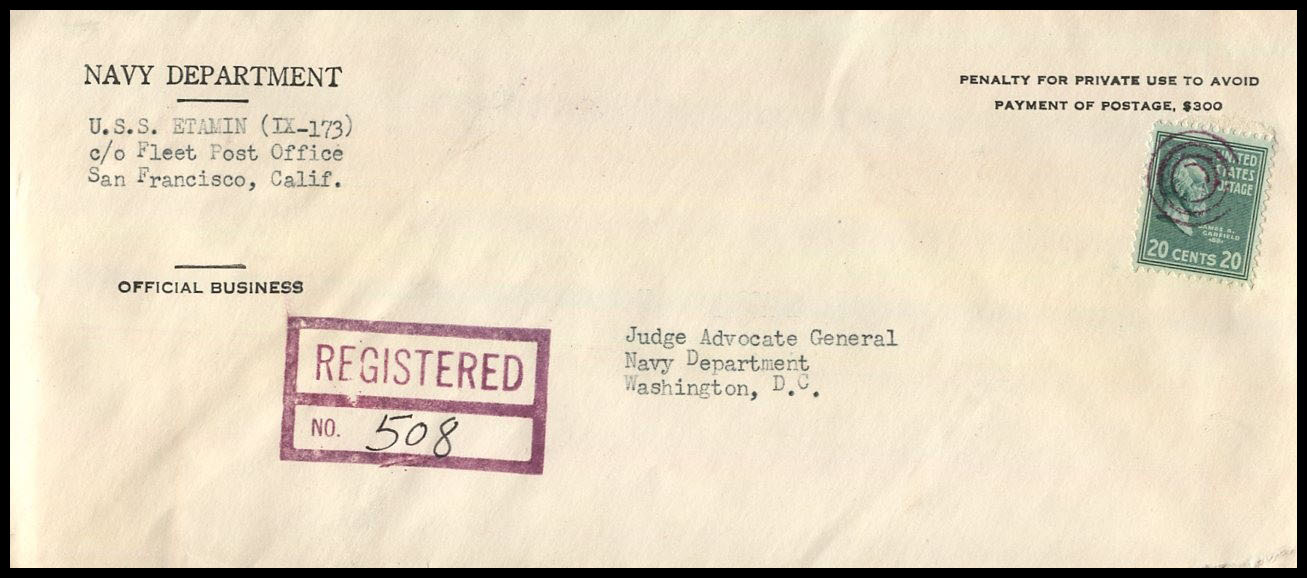 NAVY DEPARTMENT
U.S.S. ETAMIN (IX-173)
c/o Fleet Post Office
San Francisco, Calif.
OFFICIAL BUSINESS
PENALTY FOR PRIVATE USE TO AVOID
PAYMENT OF POSTAGE, $300
UNITED
STATES
POSTAGE
JAMES A.
GARFIELD
20 CENTS 20
REGISTERED
NO. 508
Judge Advocate General
Navy Department
Washington, D.C.